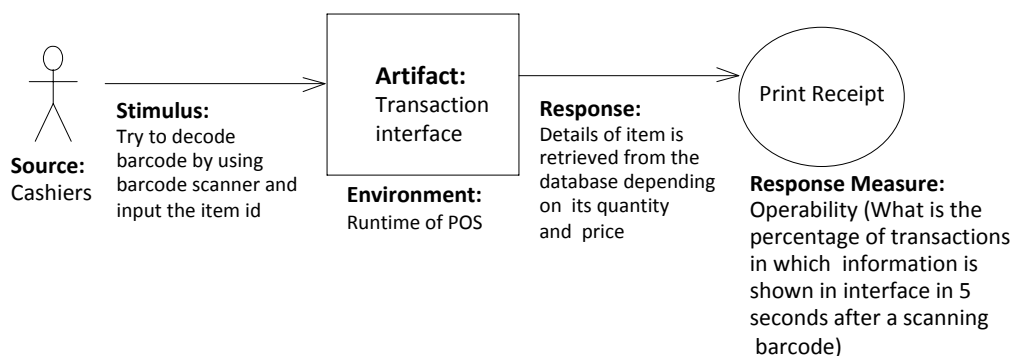 Source:
Cashiers
Stimulus:
Try to decode
barcode by using
barcode scanner and
input the item id
Artifact:
Transaction
interface
Environment:
Runtime of POS
Response:
Details of item is
retrieved from the
database depending
on its quantity
and price
Print Receipt
Response Measure:
Operability (What is the
percentage of transactions
in which information is
shown in interface in 5
seconds after a scanning
barcode)